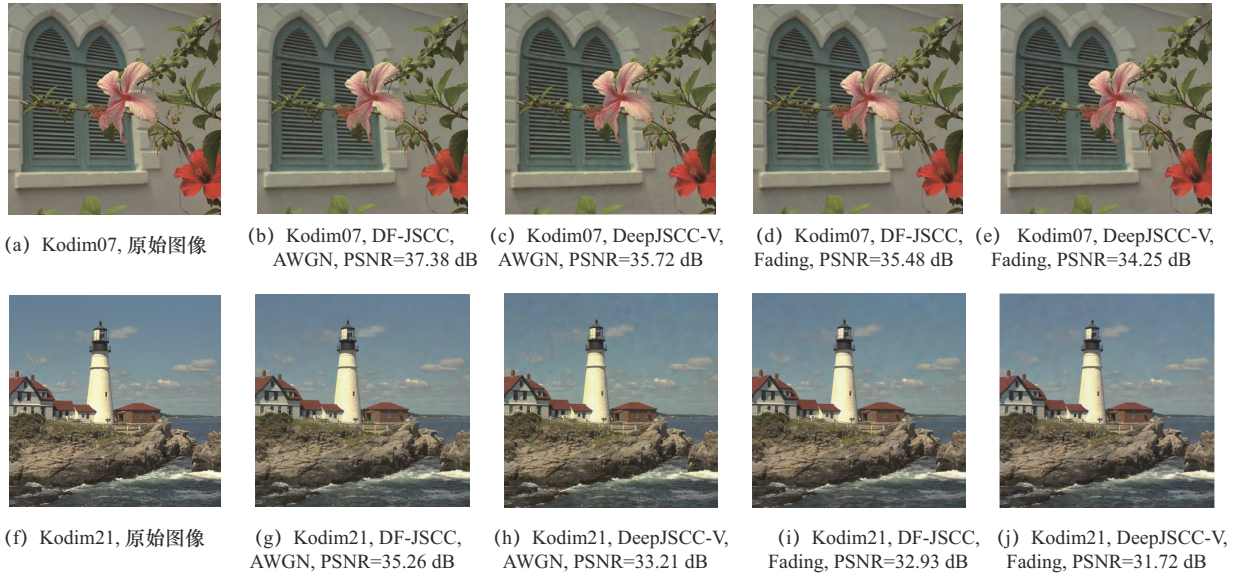 (a) Kodim07, 原始图像
(b) Kodim07, DF-JSCC,
AWGN, PSNR=37.38 dB
(c) Kodim07, DeepJSCC-V,
AWGN, PSNR=35.72 dB
(d) Kodim07, DF-JSCC,
Fading, PSNR=35.48 dB
(e) Kodim07, DeepJSCC-V,
Fading, PSNR=34.25 dB
(f) Kodim21, 原始图像
(g) Kodim21, DF-JSCC,
AWGN, PSNR=35.26 dB
(h) Kodim21, DeepJSCC-V,
AWGN, PSNR=33.21 dB
(i) Kodim21, DF-JSCC,
Fading, PSNR=32.93 dB
(j) Kodim21, DeepJSCC-V,
Fading, PSNR=31.72 dB